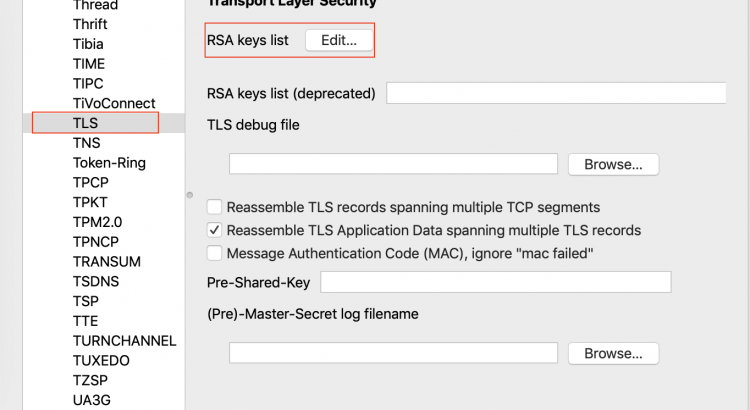 Thread
Thrift
Tibia
TIME
TIPC
TiVoConnect
TLS
TNS
Token-Ring
TPCP
TPKT
TPM2.0
TPNCP
TRANSUM
TSDNS
TSP
TTE
TURNCHANNEL
TUXEDO
TZSP
UA3G
Transport Layer Security
RSA keys list Edit...
RSA keys list (deprecated)
TLS debug file
Browse...
Reassemble TLS records spanning multiple TCP segments
Reassemble TLS Application Data spanning multiple TLS records
Message Authentication Code (MAC), ignore "mac failed"
Pre-Shared-Key
(Pre)-Master-Secret log filename
Browse...